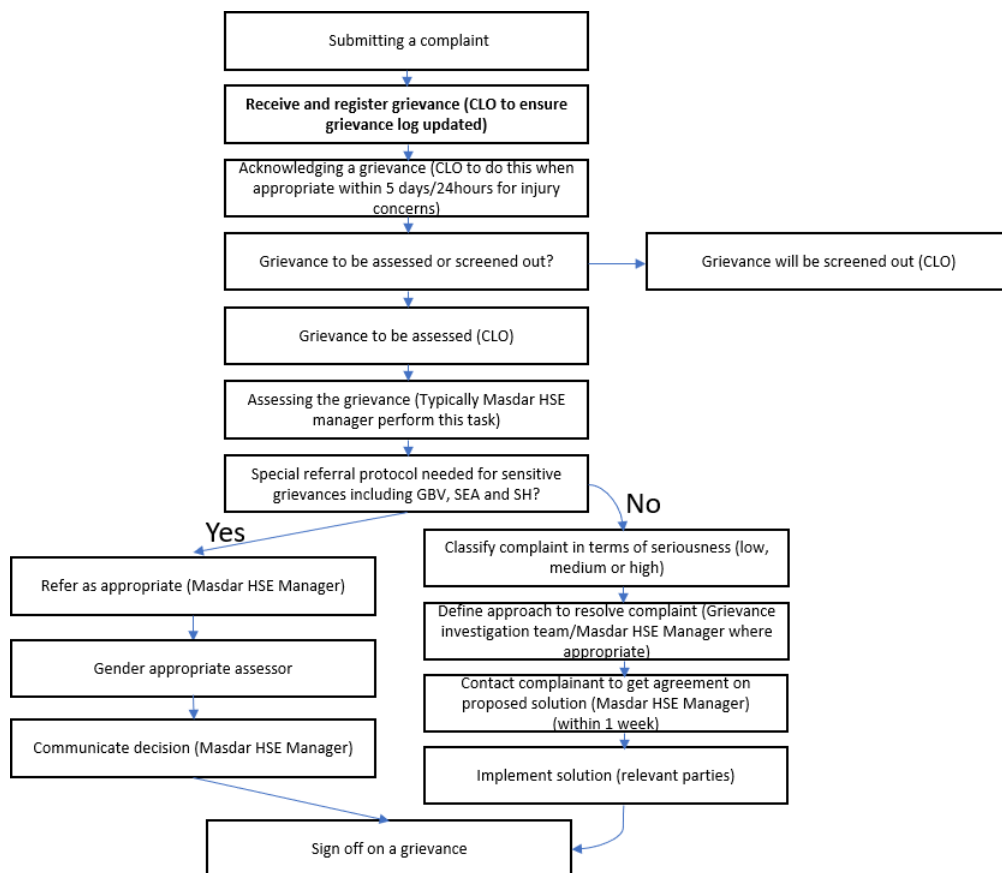 Submitting a complaint
Receive and register grievance (CLO to ensure
grievance log updated)
Acknowledging a grievance (CLO to do this when
appropriate within 5 days/24hours for injury
concerns)
Grievance to be assessed or screened out?
Grievance will be screened out (CLO)
Grievance to be assessed (CLO)
Assessing the grievance (Typically Masdar HSE
manager perform this task)
Special referral protocol needed for sensitive
grievances including GBV, SEA and SH?
Yes
No
Refer as appropriate (Masdar HSE Manager)
Gender appropriate assessor
Communicate decision (Masdar HSE Manager)
Classify complaint in terms of seriousness (low,
medium or high)
Define approach to resolve complaint (Grievance
investigation team/Masdar HSE Manager where
appropriate)
Contact complainant to get agreement on
proposed solution (Masdar HSE Manager)
(within 1 week)
Implement solution (relevant parties)
Sign off on a grievance